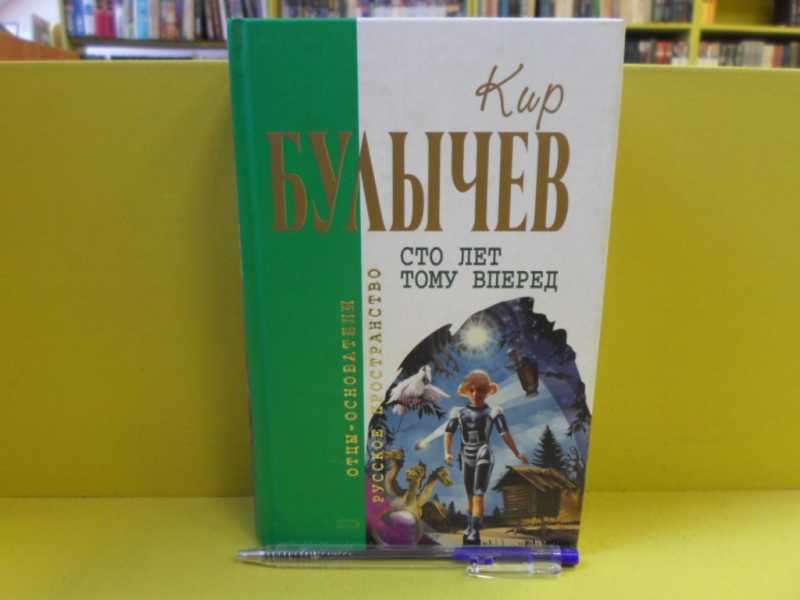 Кир
БУЛЫЧЕВ
СТО ЛЕТ
ТОМУ ВПЕРЕД
ОТЦЫ-ОСНОВАТЕЛИ
РУССКОЕ ПРОСТРАНСТВО